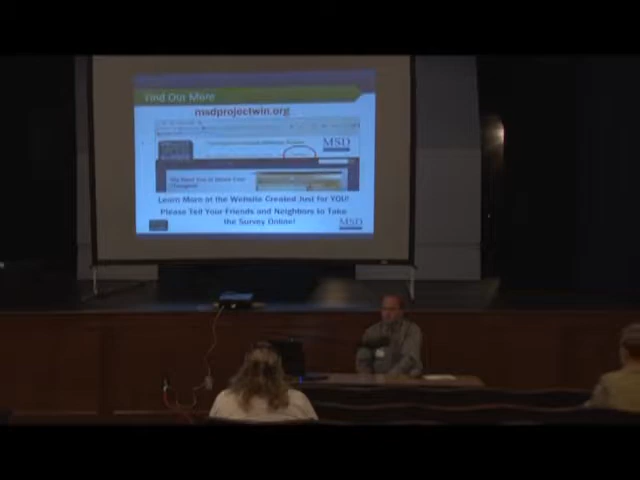 Find Out More
msdprojectwin.org
MSD
Learn More at the Website Created Just for YOU!
Please Tell Your Friends and Neighbors to Take
the Survey Online!
MSD